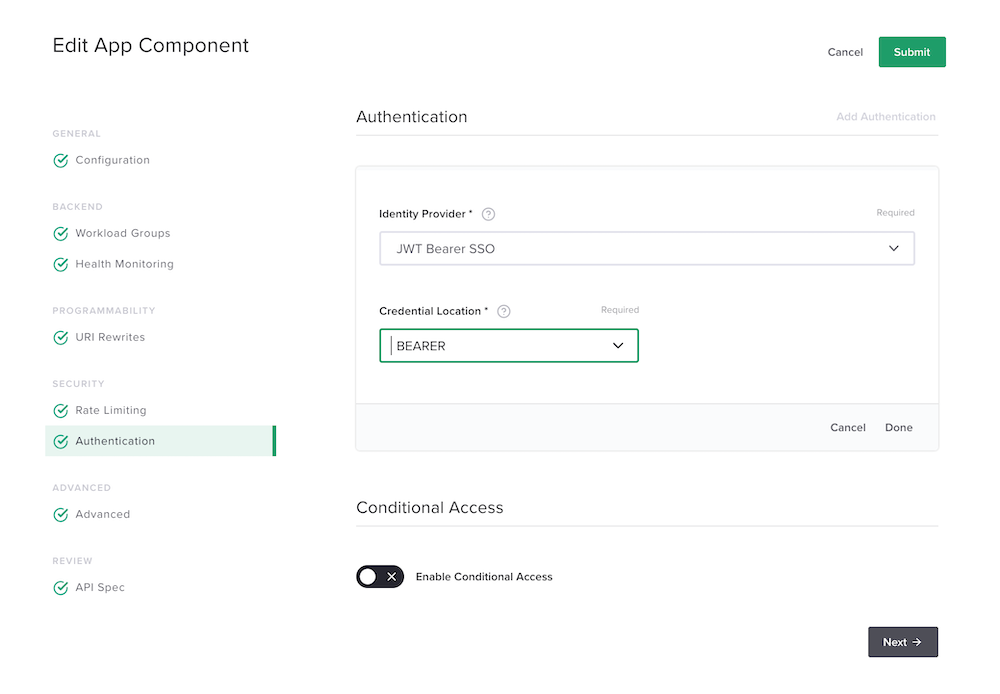 Edit App Component
Cancel
Submit
GENERAL
Configuration
BACKEND
Workload Groups
Health Monitoring
PROGRAMMABILITY
URI Rewrites
SECURITY
Rate Limiting
Authentication
ADVANCED
Advanced
REVIEW
API Spec
Authentication
Add Authentication
Identity Provider * ?
Required
JWT Bearer SSO
Credential Location * ?
Required
BEARER
Cancel
Done
Conditional Access
Enable Conditional Access
Next →